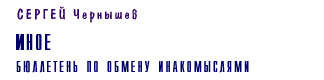 СЕРГЕЙ Чернышев
ИНОЕ
БЮЛЛЕТЕНЬ ПО ОБМЕНУ ИНАКОМЫСЛЯМИ